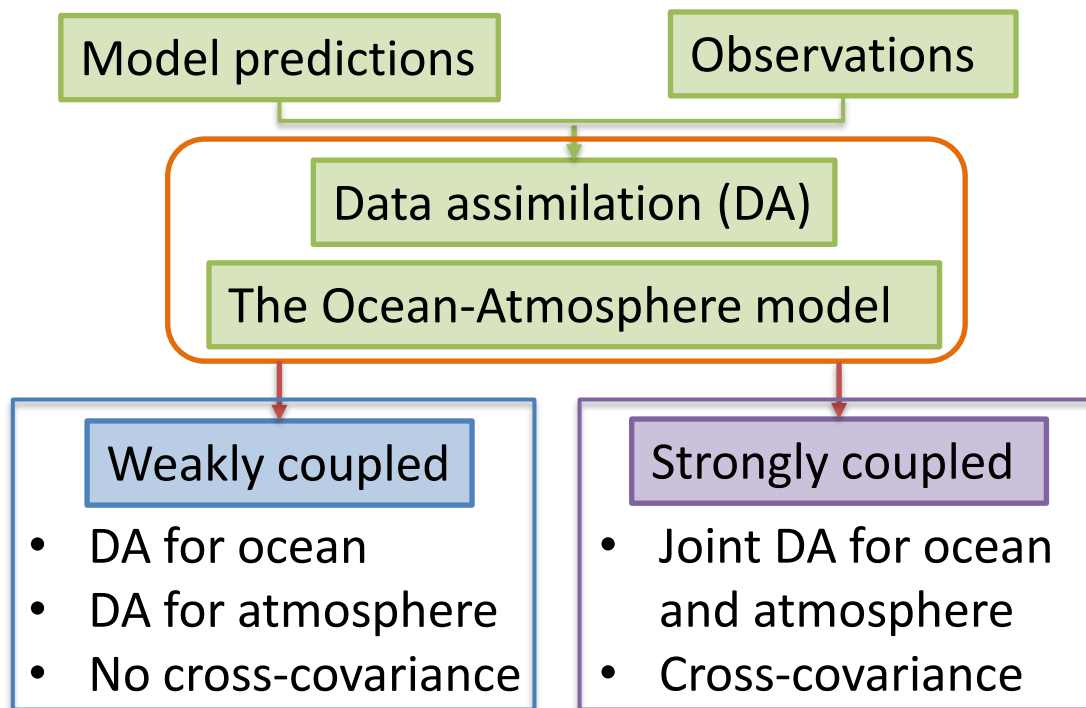 Model predictions
Observations
Data assimilation (DA)
The Ocean-Atmosphere model
Weakly coupled
• DA for ocean
• DA for atmosphere
• No cross-covariance
Strongly coupled
• Joint DA for ocean
and atmosphere
• Cross-covariance